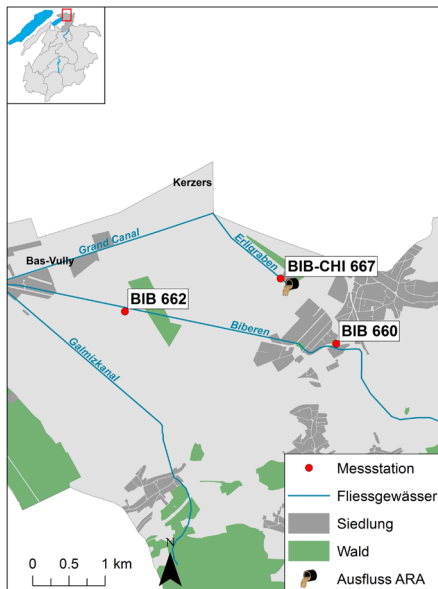 Kerzers
Grand Canal
Erligraben
Bas-Vully
BIB-CHI 667
BIB 662
Biberen
BIB 660
Galmizkanal
Messstation
Fliessgewässer
Siedlung
Wald
Ausfluss ARA
N
0 0.5 1 km